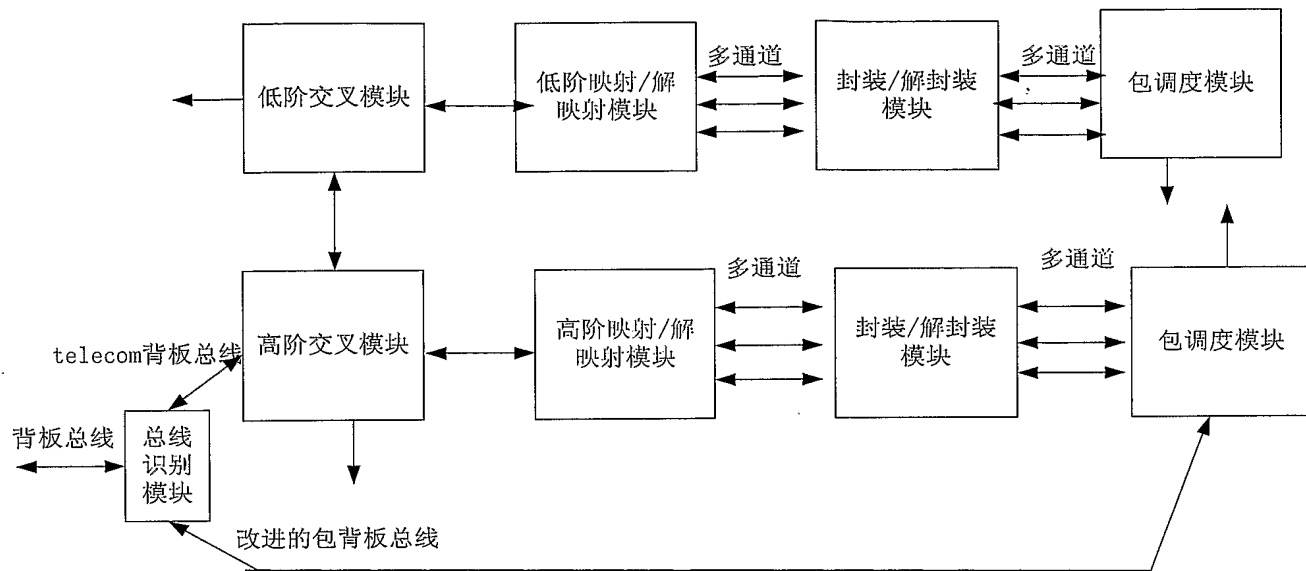 多通道
多通道
低阶交叉模块
低阶映射/解
映射模块
封装/解封装
模块
包调度模块
多通道
多通道
telecom背板总线
高阶交叉模块
高阶映射/解
映射模块
封装/解封装
模块
包调度模块
背板总线
总线
识别
模块
改进的包背板总线